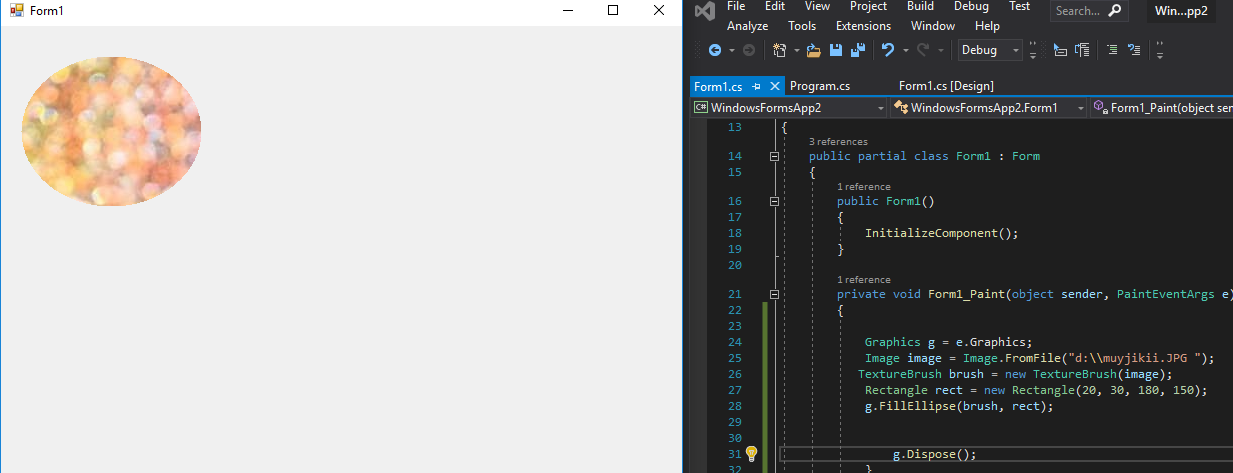 Form1
File Edit View Project Build Debug Test Search... Win...pp2
Analyze Tools Extensions Window Help
Debug
Form1.cs Program.cs Form1.cs [Design]
C# WindowsFormsApp2 WindowsFormsApp2.Form1 Form1_Paint(object sen
13 {
3 references
14 public partial class Form1 : Form
15 {
1 reference
16 public Form1()
17 {
18 InitializeComponent();
19 }
20
1 reference
21 private void Form1_Paint(object sender, PaintEventArgs e)
22 {
23
24 Graphics g = e.Graphics;
25 Image image = Image.FromFile("d:\\muyjikii.JPG ");
26 TextureBrush brush = new TextureBrush(image);
27 Rectangle rect = new Rectangle(20, 30, 180, 150);
28 g.FillEllipse(brush, rect);
29
30
31 g.Dispose();
32 }